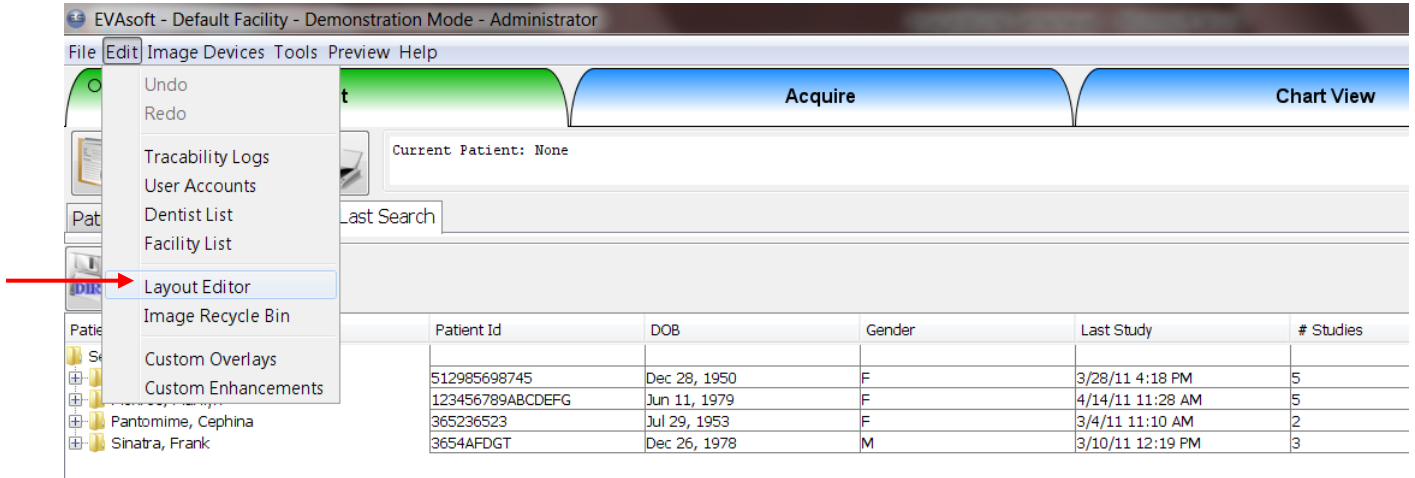 EVAsoft - Default Facility - Demonstration Mode - Administrator
File Edit Image Devices Tools Preview Help
Undo
Redo
Acquire
Chart View
Current Patient: None
Tracability Logs
User Accounts
Dentist List
Facility List
Last Search
Layout Editor
Image Recycle Bin
Custom Overlays
Custom Enhancements
Patient Id DOB Gender Last Study # Studies
512985698745 Dec 28, 1950 F 3/28/11 4:18 PM 5
123456789ABCDEFG Jun 11, 1979 F 4/14/11 11:28 AM 5
Pantomime, Cephina 365236523 Jul 29, 1953 F 3/4/11 11:10 AM 2
Sinatra, Frank 3654AFDGT Dec 26, 1978 M 3/10/11 12:19 PM 3